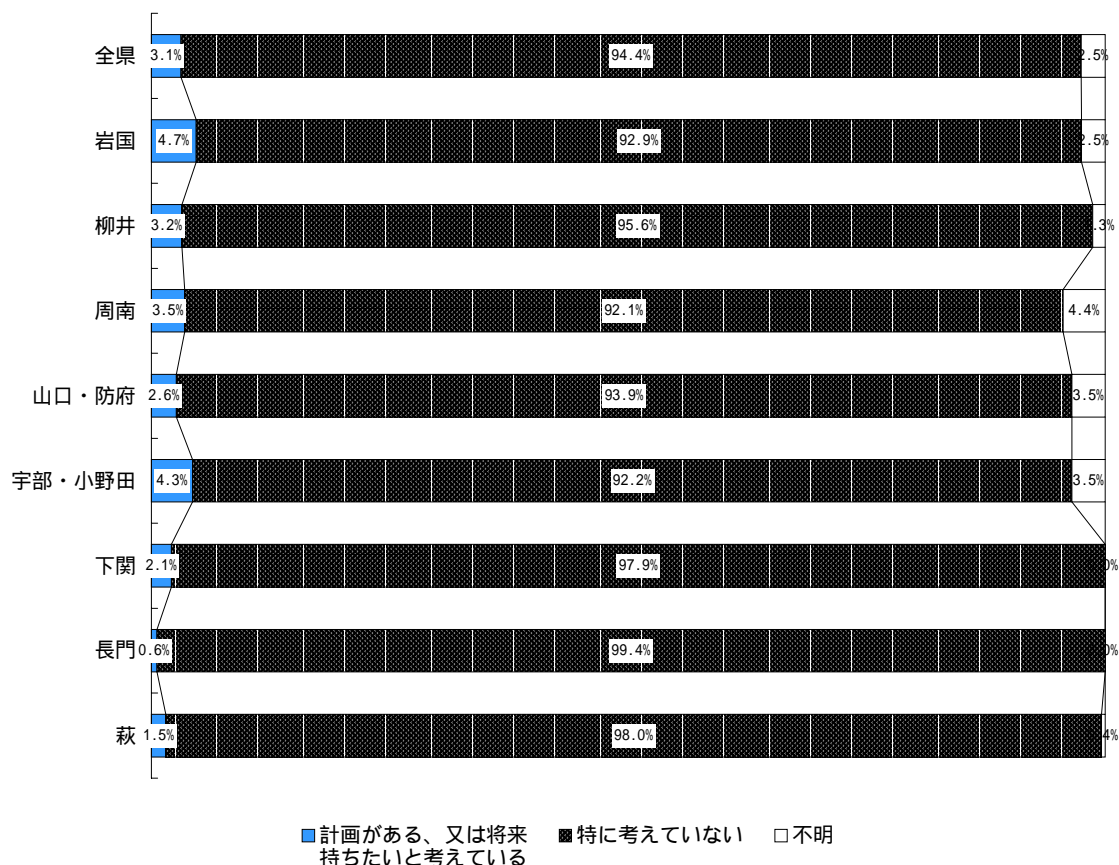 全県 3.1% 94.4% 2.5%
岩国 4.7% 92.9% 2.5%
柳井 3.2% 95.6% .3%
周南 3.5% 92.1% 4.4%
山口・防府 2.6% 93.9% 3.5%
宇部・小野田 4.3% 92.2% 3.5%
下関 2.1% 97.9%
長門 0.6% 99.4%
萩 1.5% 98.0%
計画がある、又は将来 特に考えていない 不明
持ちたいと考えている